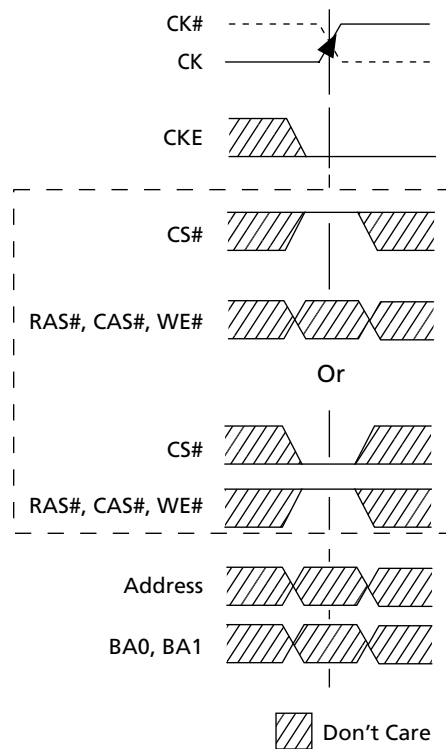 CK#
CK
CKE
CS#
RAS#, CAS#, WE#
Or
CS#
RAS#, CAS#, WE#
Address
BA0, BA1
Don't Care